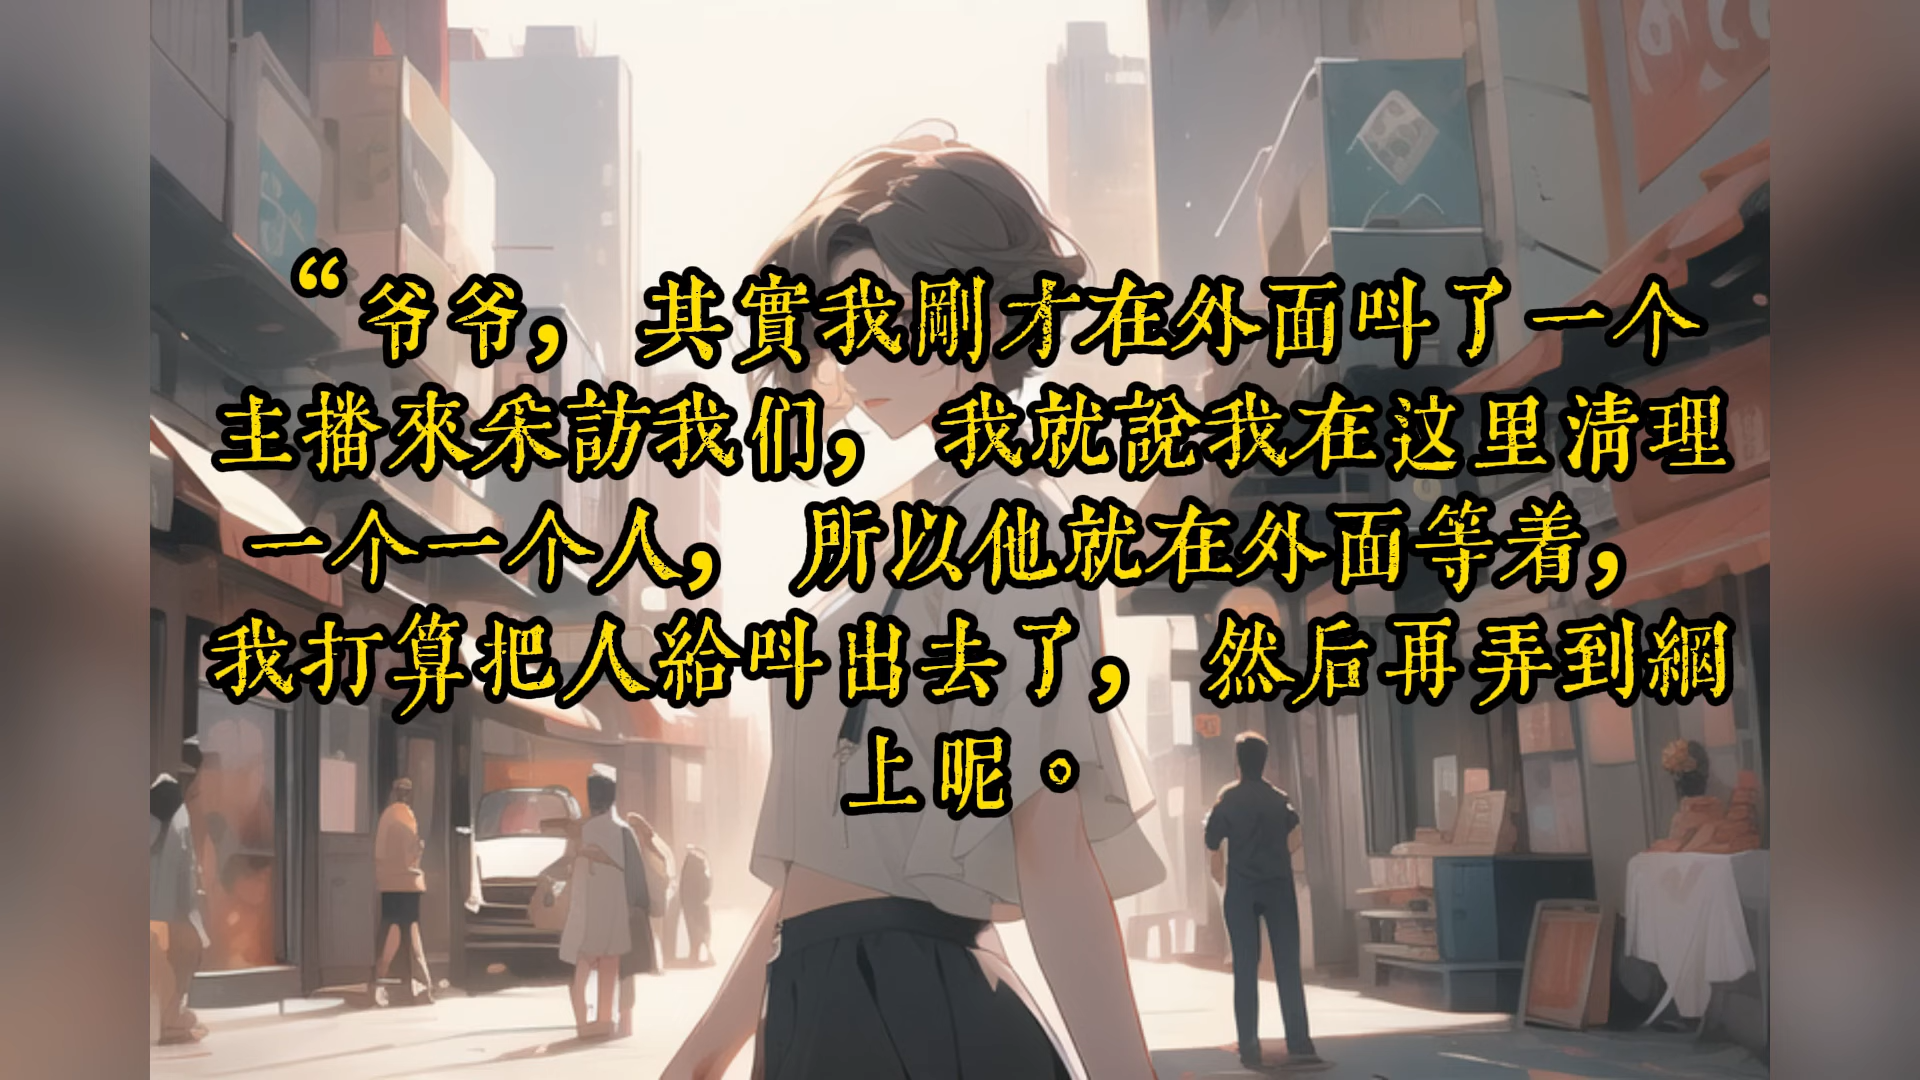 “爷爷，其實我剛才在外面叫了一个
主播來采訪我们，我就說我在这里清理
一个一个人，所以他就在外面等着，
我打算把人給叫出去了，然后再弄到網
上呢。